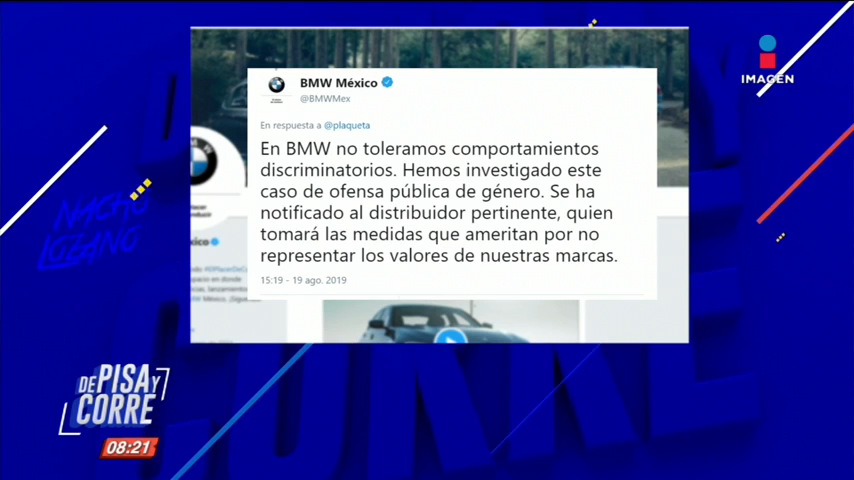 IMAGEN
BMW México
@BMWMex
En respuesta a @plaqueta
En BMW no toleramos comportamientos
discriminatorios. Hemos investigado este
caso de ofensa pública de género. Se ha
notificado al distribuidor pertinente, quien
tomará las medidas que ameritan por no
representar los valores de nuestras marcas.
15:19 - 19 ago. 2019
NACHO
LOZANO
DE PISA Y
CORRE
08:21